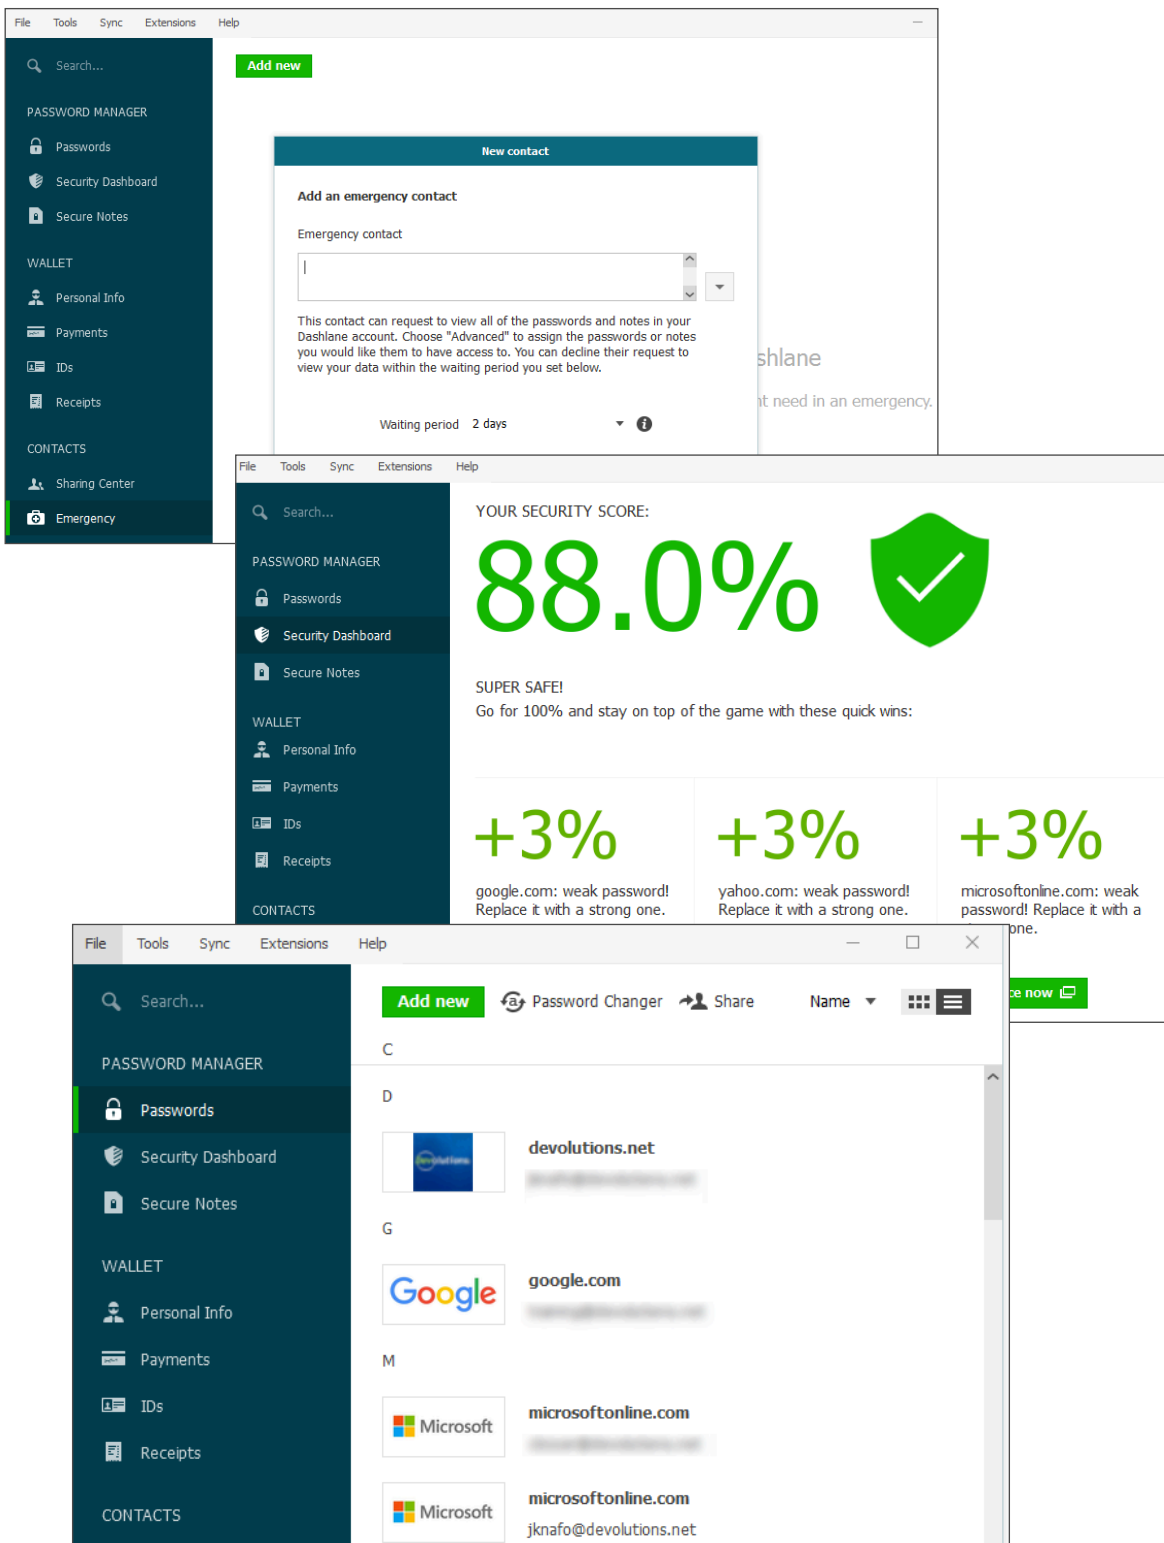 File Tools Sync Extensions Help
Search...
Add new
PASSWORD MANAGER
Passwords
Security Dashboard
Secure Notes
WALLET
Personal Info
Payments
IDs
Receipts
CONTACTS
Sharing Center
Emergency
New contact
Add an emergency contact
Emergency contact
This contact can request to view all of the passwords and notes in your
Dashlane account. Choose "Advanced" to assign the passwords or notes
you would like them to have access to. You can decline their request to
view your data within the waiting period you set below.
Waiting period 2 days
shlane
need in an emergency.
File Tools Sync Extensions Help
Search...
PASSWORD MANAGER
Passwords
Security Dashboard
Secure Notes
WALLET
Personal Info
Payments
IDs
Receipts
CONTACTS
YOUR SECURITY SCORE:
88.0%
SUPER SAFE!
Go for 100% and stay on top of the game with these quick wins:
+3%
google.com: weak password!
Replace it with a strong one.
+3%
yahoo.com: weak password!
Replace it with a strong one.
+3%
microsoftonline.com: weak
password! Replace it with a
one.
now
File Tools Sync Extensions Help
Search...
PASSWORD MANAGER
Passwords
Security Dashboard
Secure Notes
WALLET
Personal Info
Payments
IDs
Receipts
CONTACTS
Add new Password Changer Share Name
C
D
Devolutions
devolutions.net
G
Google
google.com
M
Microsoft
microsoftonline.com
Microsoft
microsoftonline.com
jknafo@devolutions.net